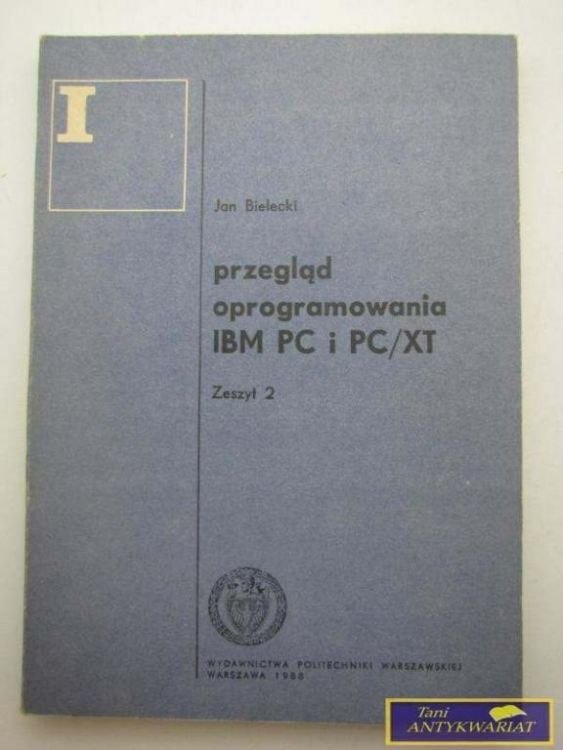 I
Jan Bielecki
przegląd
oprogramowania
IBM PC i PC/XT
Zeszyt 2
WYDAWNICTWA POLITECHNIKI WARSZAWSKIEJ
WARSZAWA 1988
Tani
ANTYKWARIAT